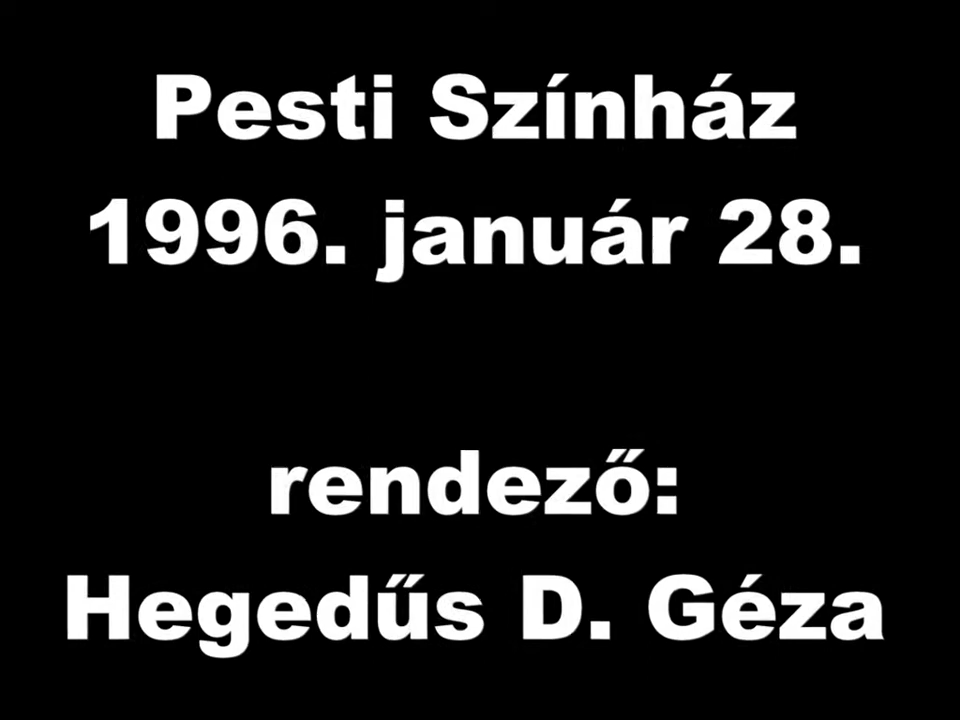 Pesti Színház
1996. január 28.
rendező:
Hegedűs D. Géza